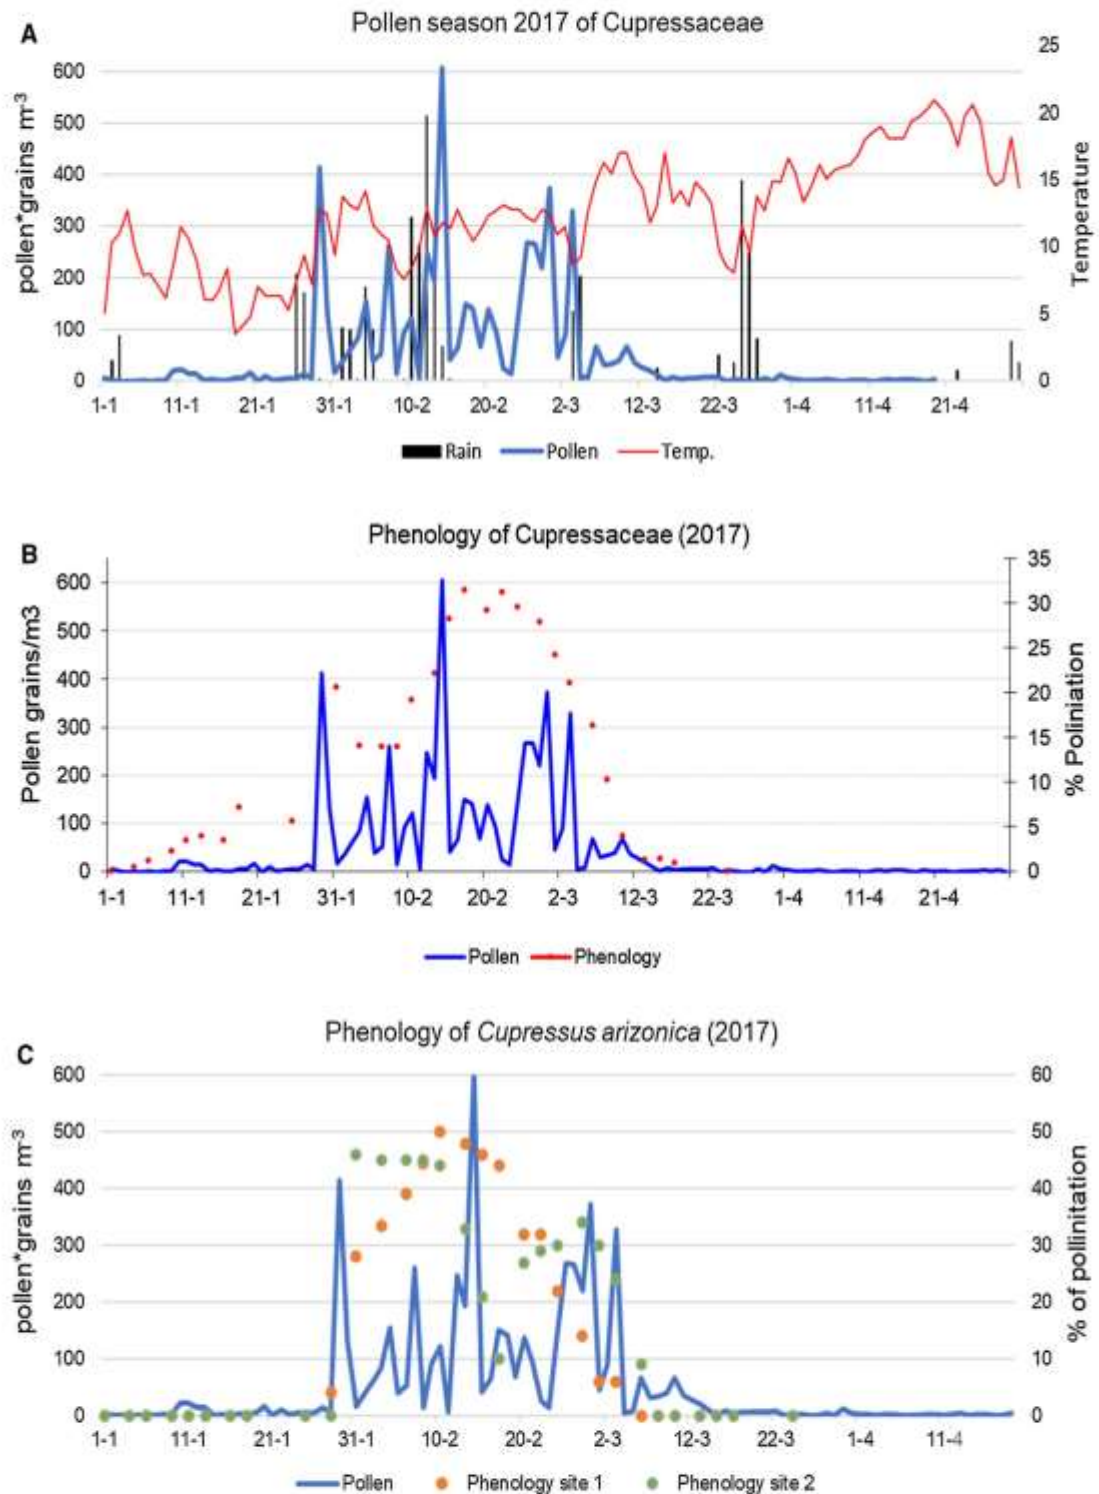 A
Pollen season 2017 of Cupressaceae
25
600
500
400
300
200
100
0
pollen*grains m-3
20
15
10
5
0
Temperature
1-1 11-1 21-1 31-1 10-2 20-2 2-3 12-3 22-3 1-4 11-4 21-4
Rain Pollen Temp.
B
Phenology of Cupressaceae (2017)
600
500
400
300
200
100
0
Pollen grains/m3
35
30
25
20
15
10
5
0
% Poliniation
1-1 11-1 21-1 31-1 10-2 20-2 2-3 12-3 22-3 1-4 11-4 21-4
Pollen Phenology
C
Phenology of Cupressus arizonica (2017)
600
500
400
300
200
100
0
pollen*grains m-3
60
50
40
30
20
10
0
% of pollinitation
1-1 11-1 21-1 31-1 10-2 20-2 2-3 12-3 22-3 1-4 11-4
Pollen Phenology site 1 Phenology site 2